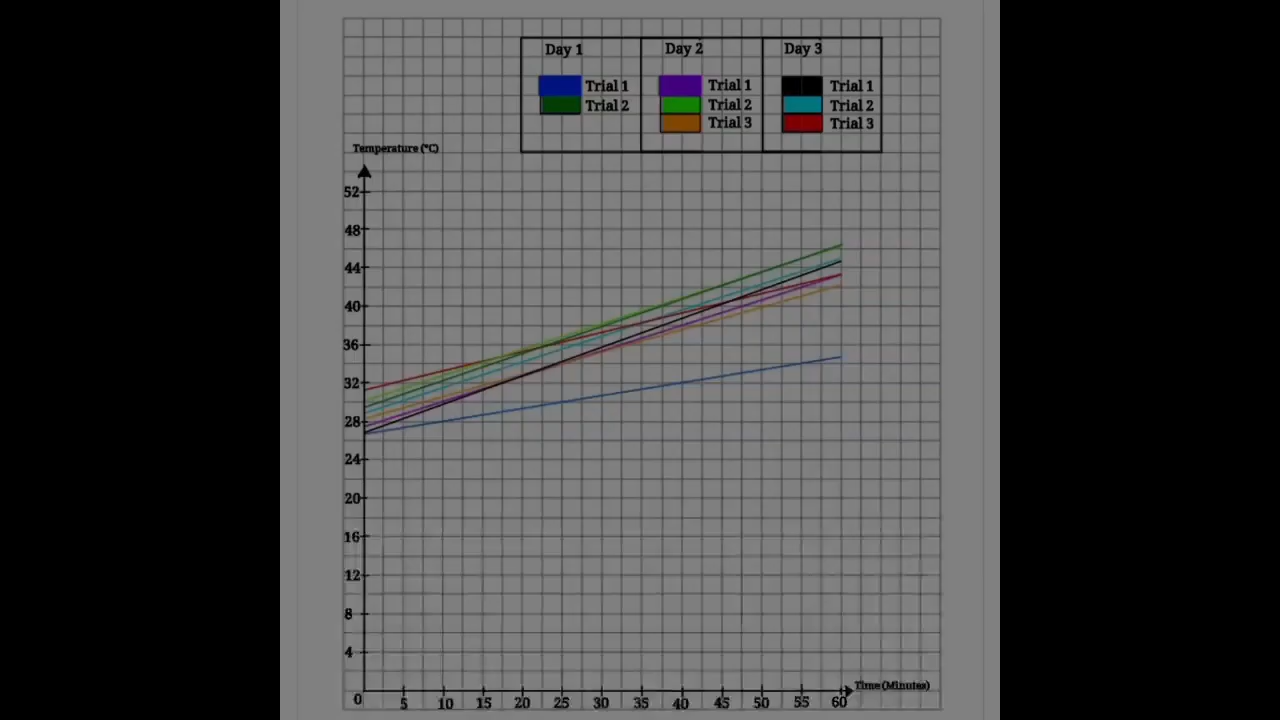 Day 1 Day 2 Day 3
Trial 1 Trial 1 Trial 1
Trial 2 Trial 2 Trial 2
Trial 3 Trial 3
Temperature (°C)
52
48
44
40
36
32
28
24
20
16
12
8
4
Time (Minutes)
0 5 10 15 20 25 30 35 40 45 50 55 60